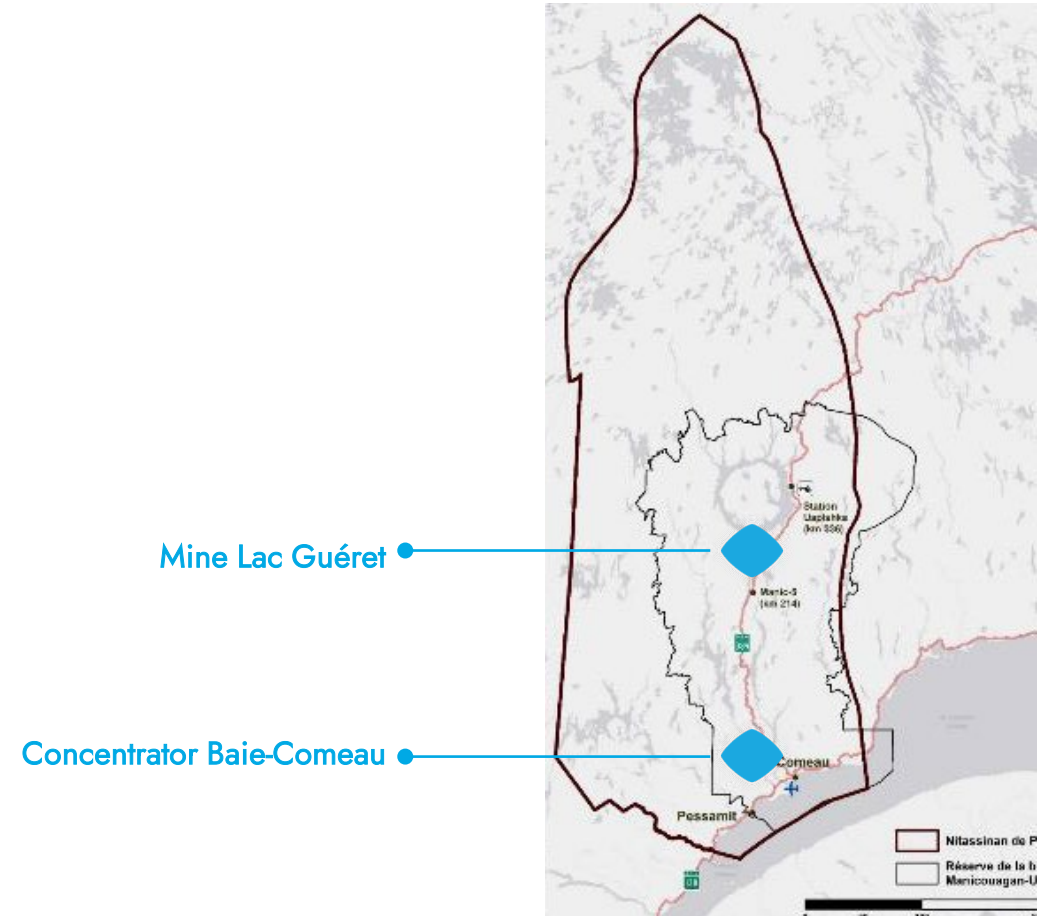 Station
Uapishka
(km 336)
Mine Lac Guéret
Manic-5
(km 214)
Concentrator Baie-Comeau
Comeau
Pessamit
Nitassinan de P
Réserve de la b
Manicouagan-U